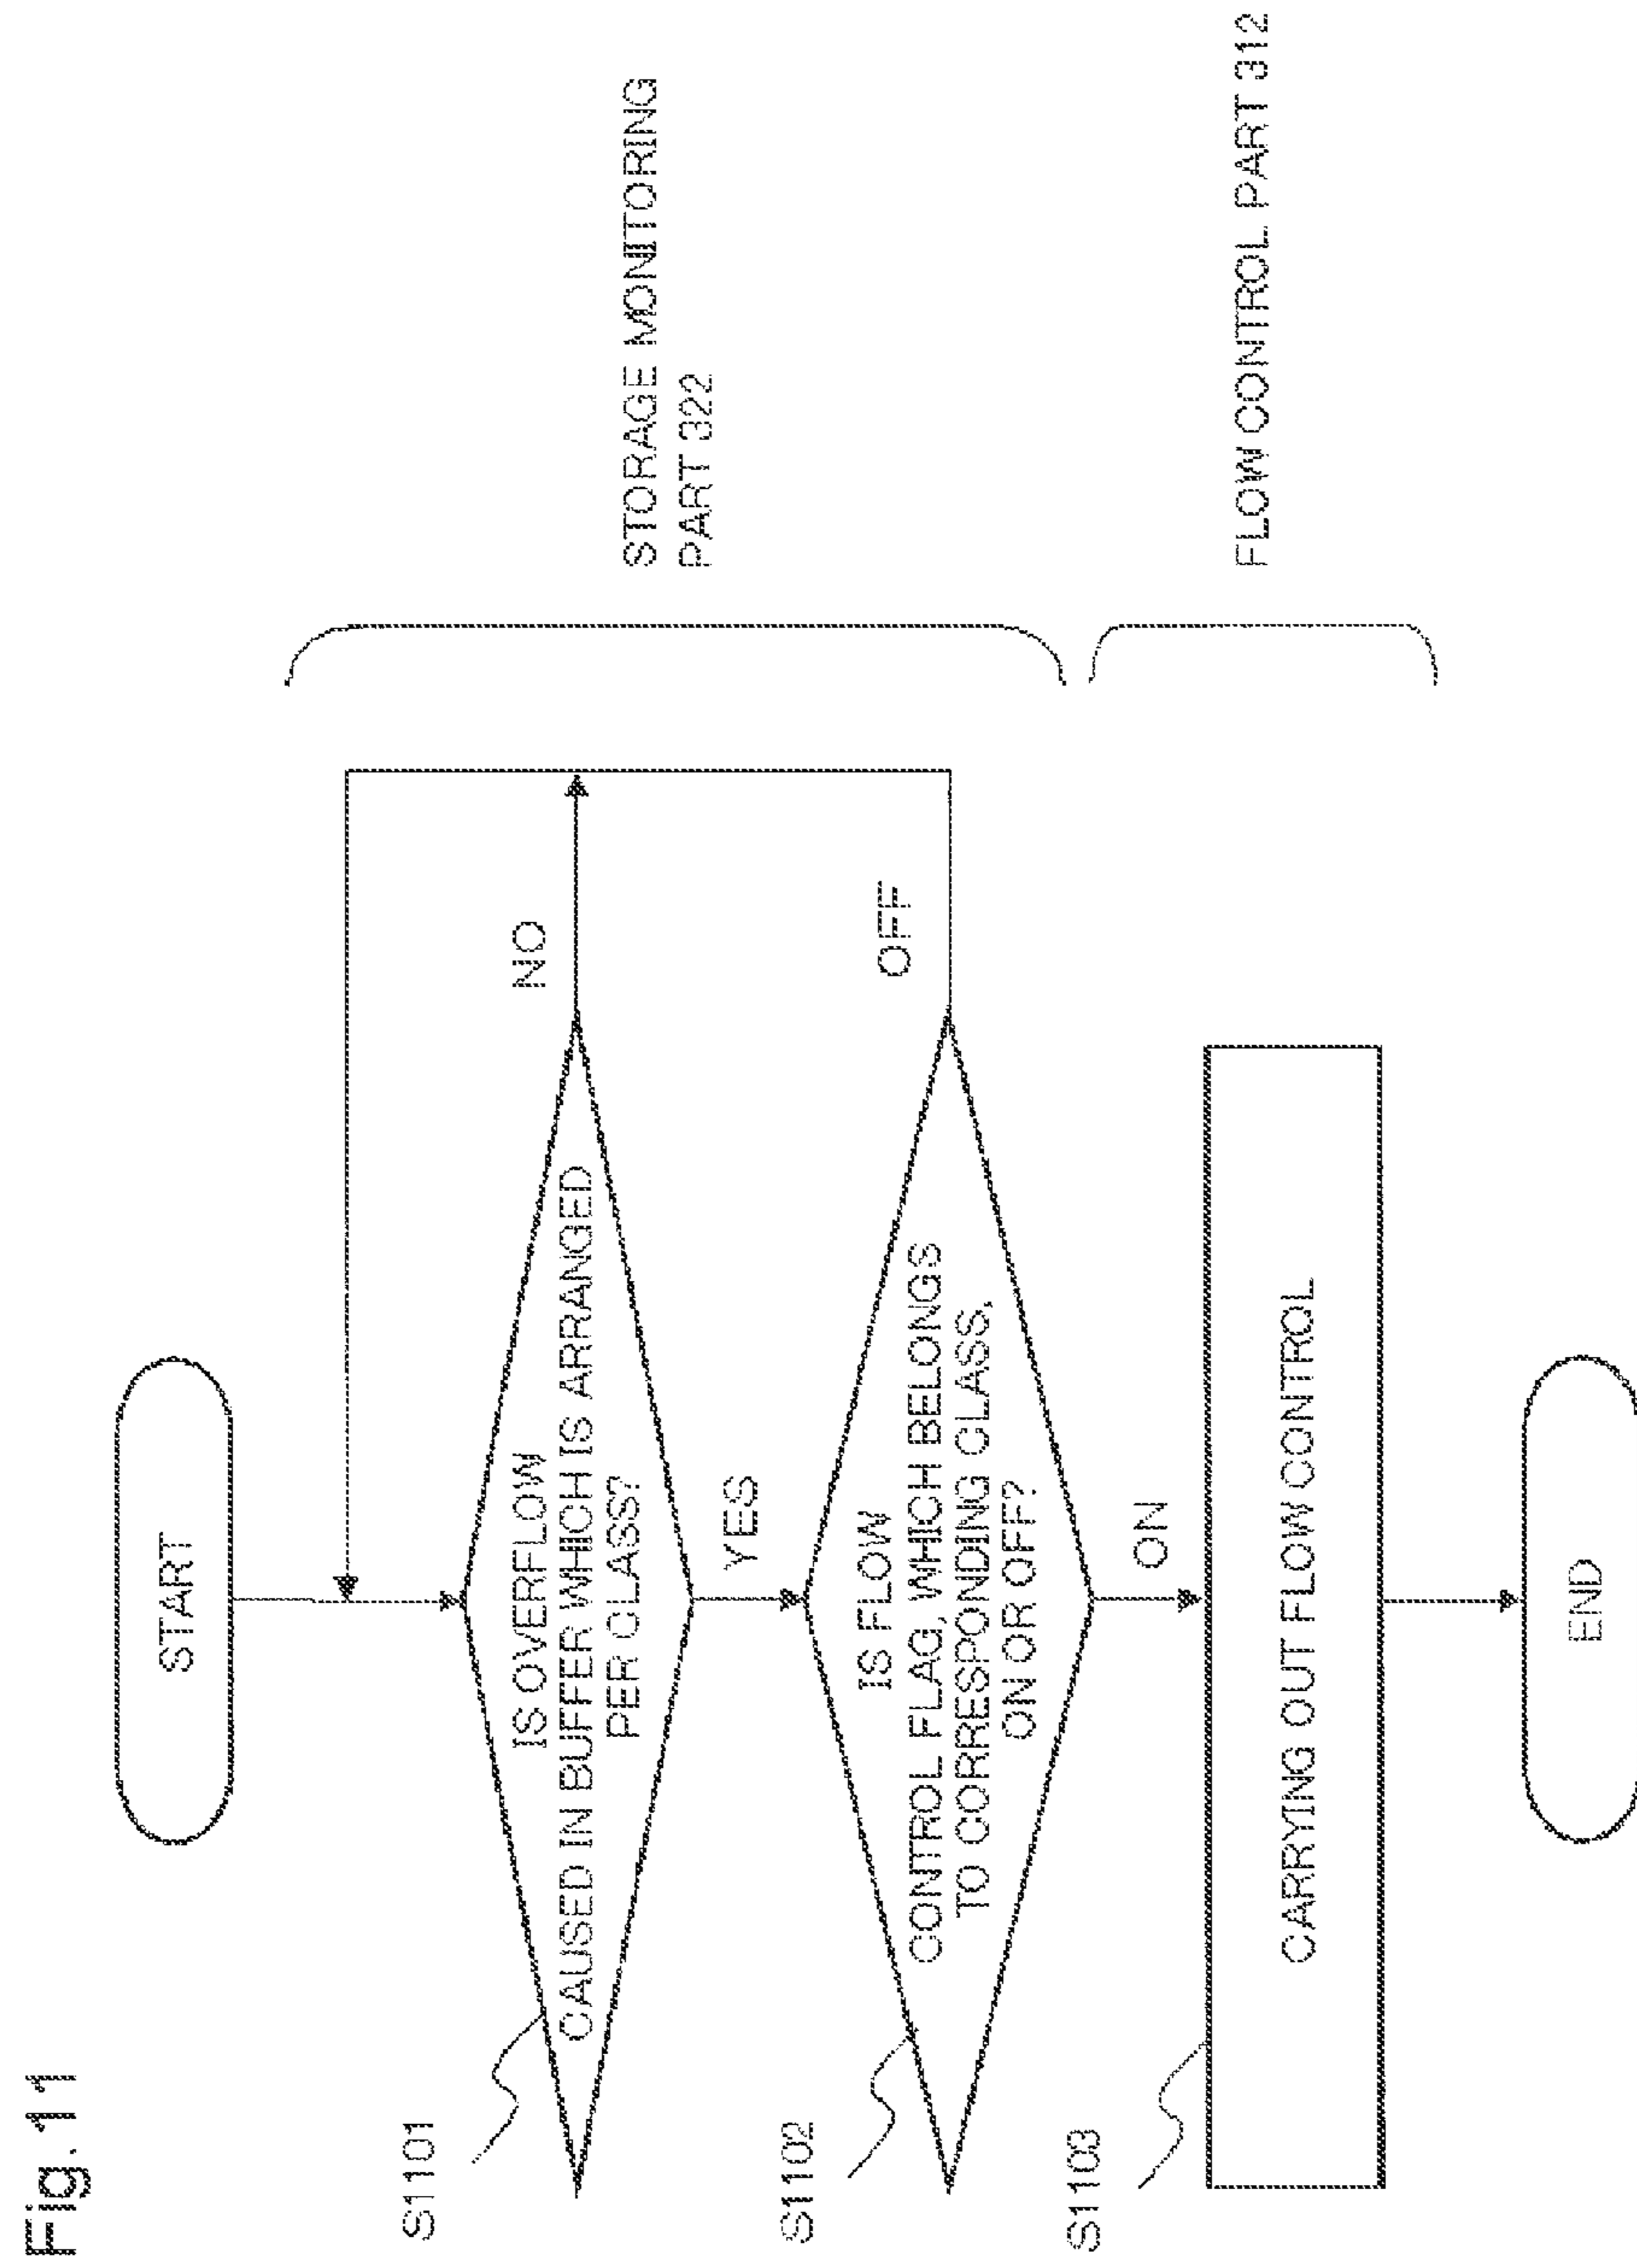 Fig.11
START
S1101
IS OVERFLOW
CAUSED IN BUFFER WHICH IS ARRANGED
PER CLASS?
NO
YES
STORAGE MONITORING
PART 322
S1102
IS FLOW
CONTROL FLAG, WHICH BELONGS
TO CORRESPONDING CLASS,
ON OR OFF?
OFF
ON
S1103
CARRYING OUT FLOW CONTROL
FLOW CONTROL PART 312
END